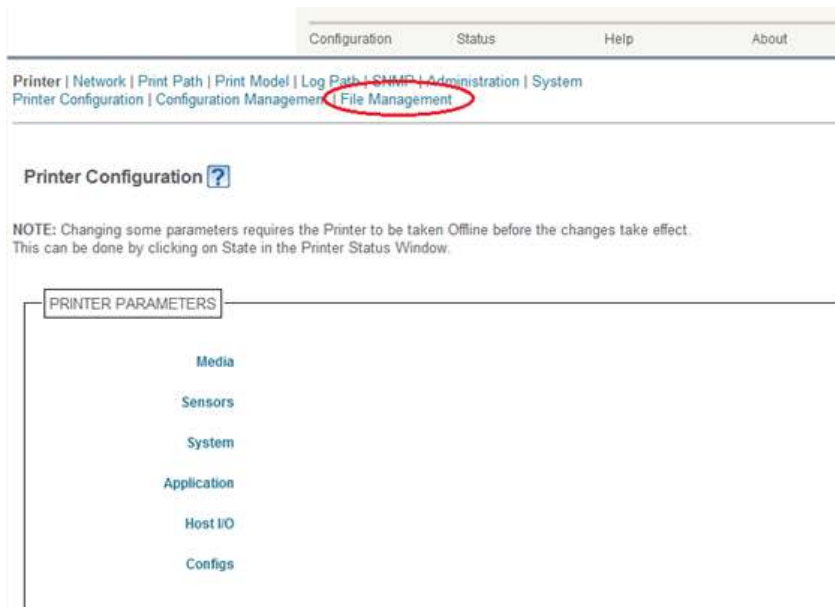 Configuration Status Help About
Printer | Network | Print Path | Print Model | Log Path | SNMP | Administration | System
Printer Configuration | Configuration Management | File Management
Printer Configuration ?
NOTE: Changing some parameters requires the Printer to be taken Offline before the changes take effect.
This can be done by clicking on State in the Printer Status Window.
PRINTER PARAMETERS
Media
Sensors
System
Application
Host I/O
Configs